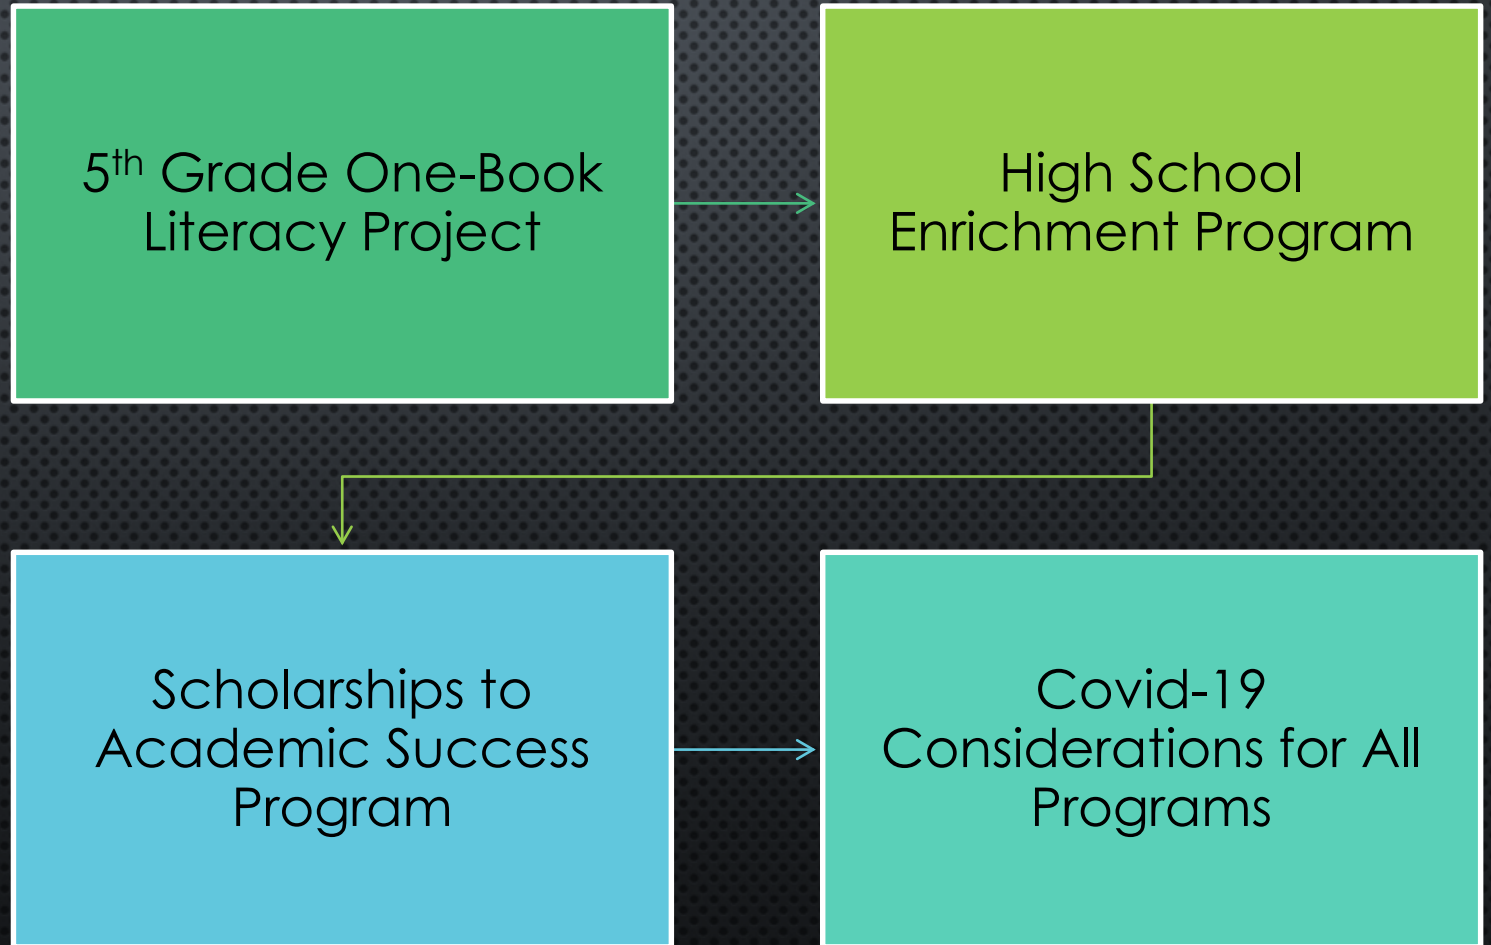 5th Grade One-Book
Literacy Project
High School
Enrichment Program
Scholarships to
Academic Success
Program
Covid-19
Considerations for All
Programs